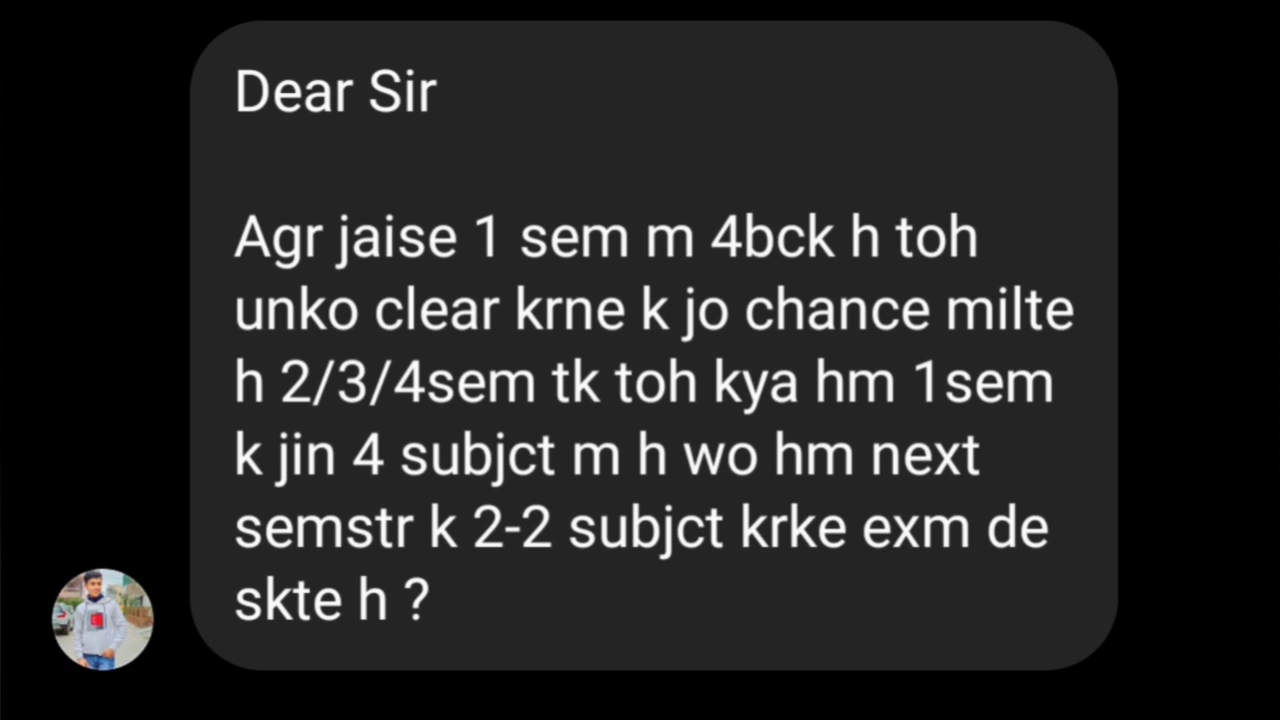 Dear Sir
Agr jaise 1 sem m 4bck h toh
unko clear krne k jo chance milte
h 2/3/4sem tk toh kya hm 1sem
k jin 4 subjct m h wo hm next
semstr k 2-2 subjct krke exm de
skte h ?